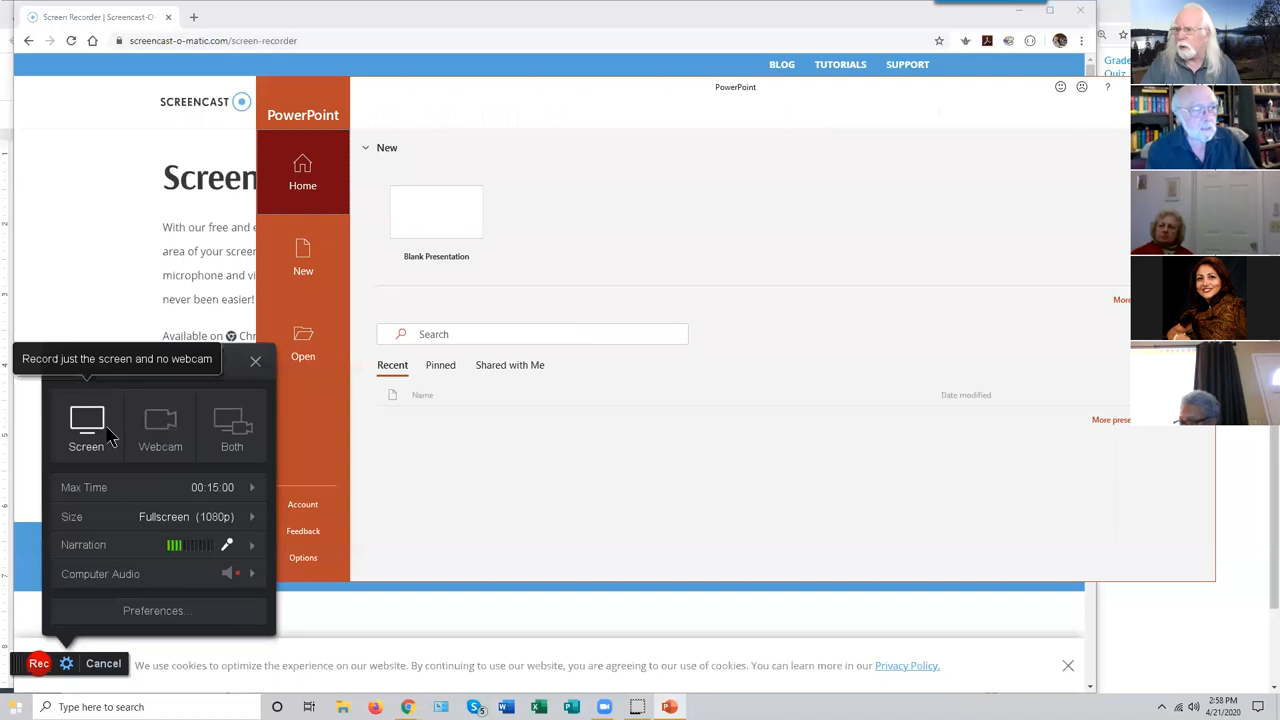 Screen Recorder | Screencast-O-
screencast-o-matic.com/screen-recorder
Grade
Quiz
BLOG TUTORIALS SUPPORT
SCREENCAST
PowerPoint
PowerPoint
Screen
With our free and e
area of your screen
microphone and vi
never been easier!
Available on Chr
Home
New
Open
Account
Feedback
Options
New
Blank Presentation
More
Search
Recent Pinned Shared with Me
Name Date modified
More prese
Record just the screen and no webcam
Screen Webcam Both
Max Time 00:15:00
Size Fullscreen (1080p)
Narration
Computer Audio
Preferences...
Rec Cancel
We use cookies to optimize the experience on our website. By continuing to use our website, you are agreeing to our use of cookies. You can learn more in our Privacy Policy.
Type here to search
5
2:58 PM
4/21/2020